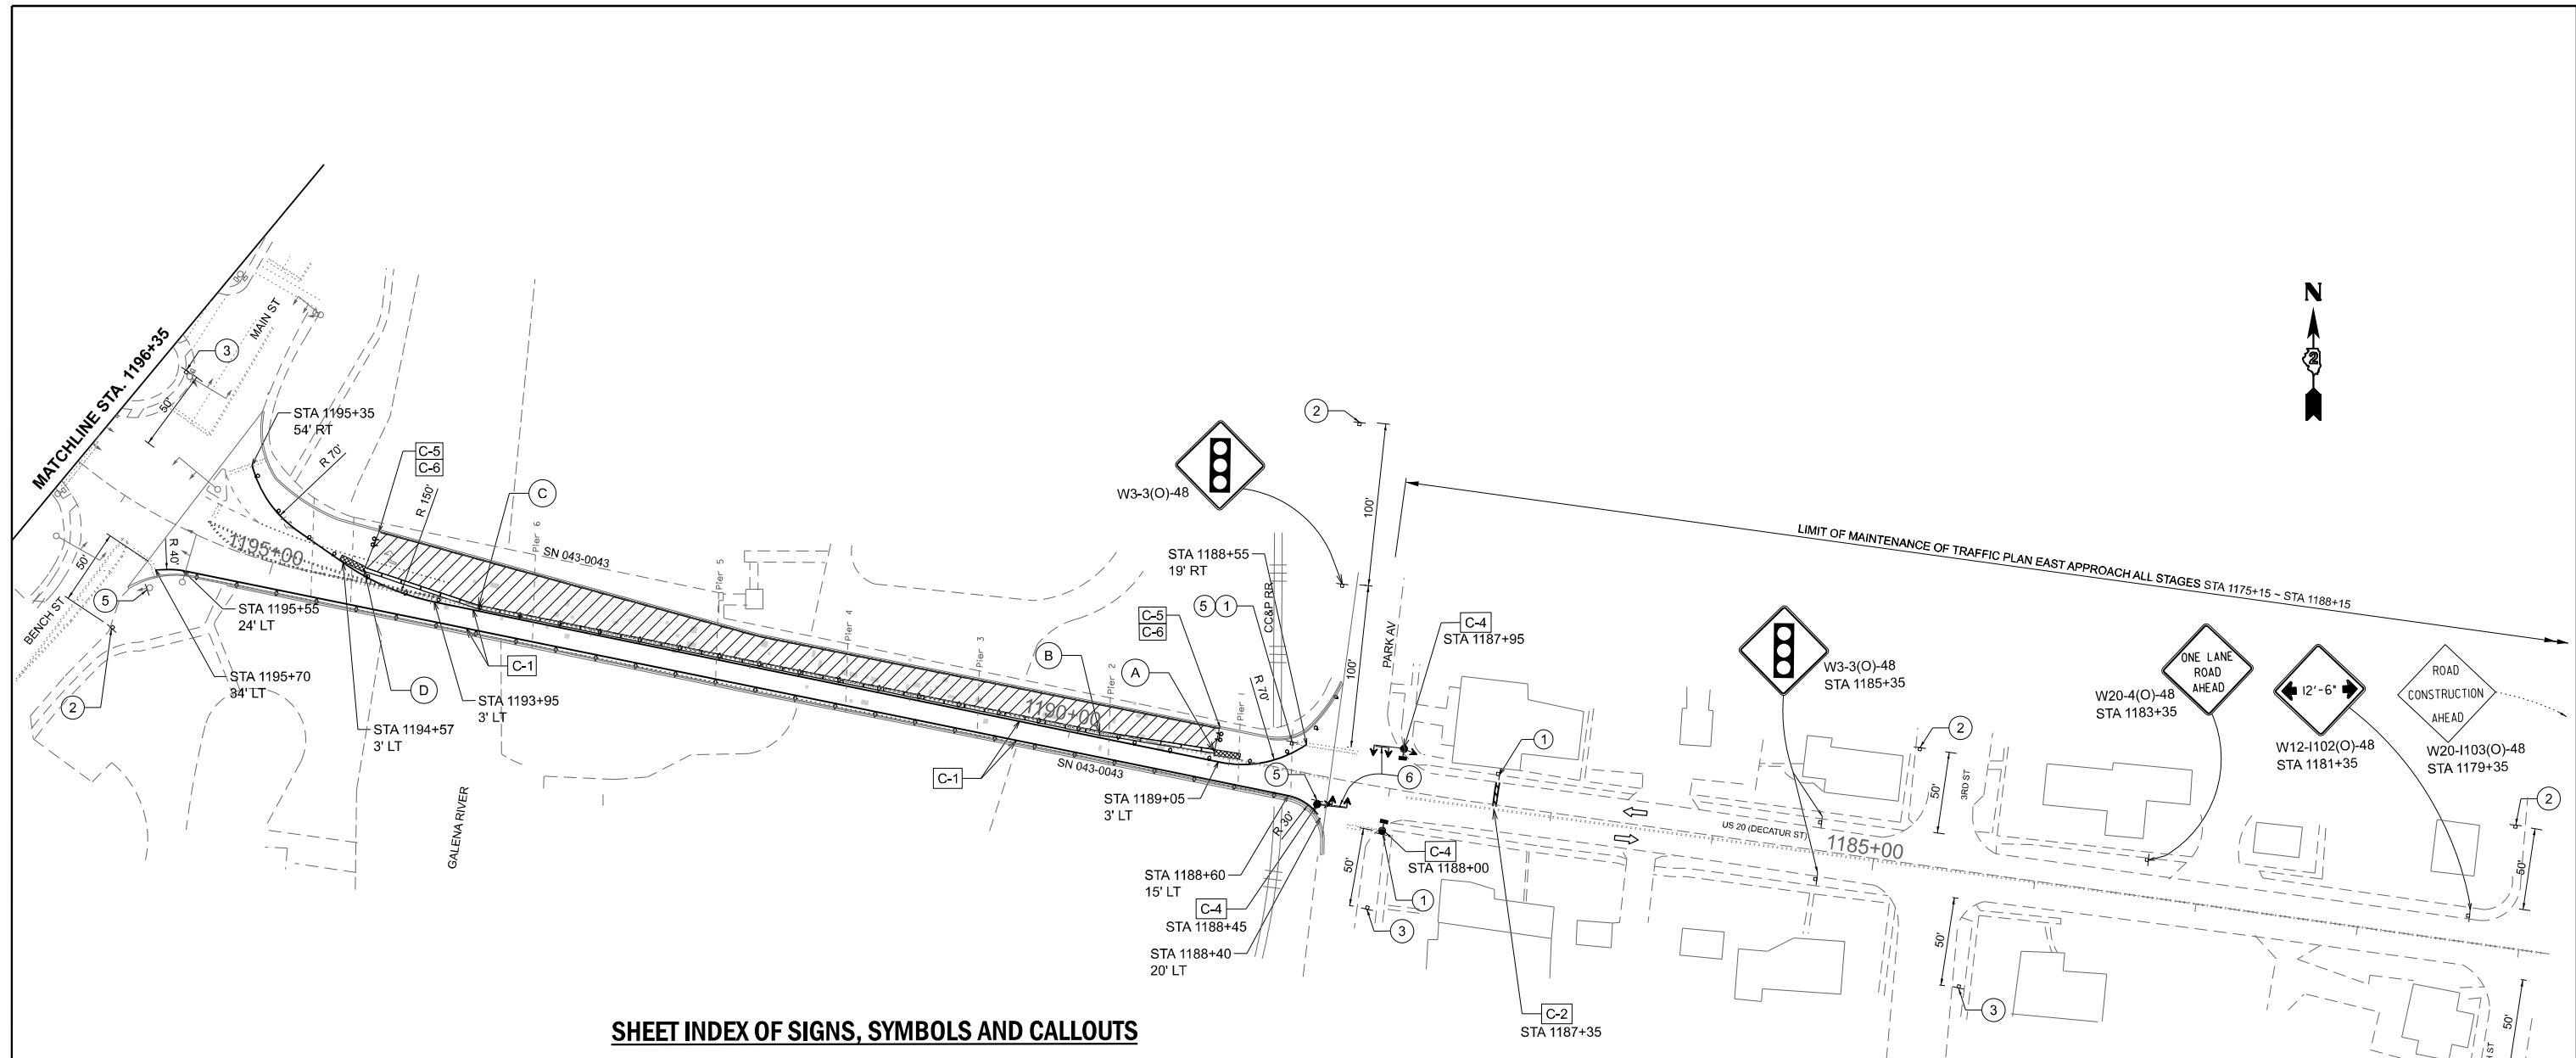 MATCHLINE STA. 1196+35
MAIN ST
3
50'
STA 1195+35
54' RT
R 70'
C-5
C-6
R 150'
C
1195+00
R 40'
50'
5
BENCH ST
2
STA 1195+55
24' LT
STA 1195+70
34' LT
STA 1194+57
3' LT
D
STA 1193+95
3' LT
C-1
GALENA RIVER
SN 043-0043
Pier 6
Pier 5
Pier 4
Pier 3
Pier 2
Pier 1
1190+00
C-1
SN 043-0043
B
A
C-5
C-6
STA 1189+05
3' LT
R 70'
W3-3(O)-48
2
100'
100'
STA 1188+55
19' RT
5
1
CC&P RR
PARK AV
C-4
STA 1187+95
5
6
R 30'
STA 1188+60
15' LT
C-4
STA 1188+45
STA 1188+40
20' LT
50'
C-4
STA 1188+00
1
3
1
C-2
STA 1187+35
LIMIT OF MAINTENANCE OF TRAFFIC PLAN EAST APPROACH ALL STAGES STA 1175+15 ~ STA 1188+15
N
2
W3-3(O)-48
STA 1185+35
US 20 (DECATUR ST)
1185+00
2
50'
3RD ST
50'
3
ONE LANE
ROAD
AHEAD
W20-4(O)-48
STA 1183+35
12'-6"
W12-I102(O)-48
STA 1181+35
ROAD
CONSTRUCTION
AHEAD
W20-I103(O)-48
STA 1179+35
2
50'
50'
ST
SHEET INDEX OF SIGNS, SYMBOLS AND CALLOUTS